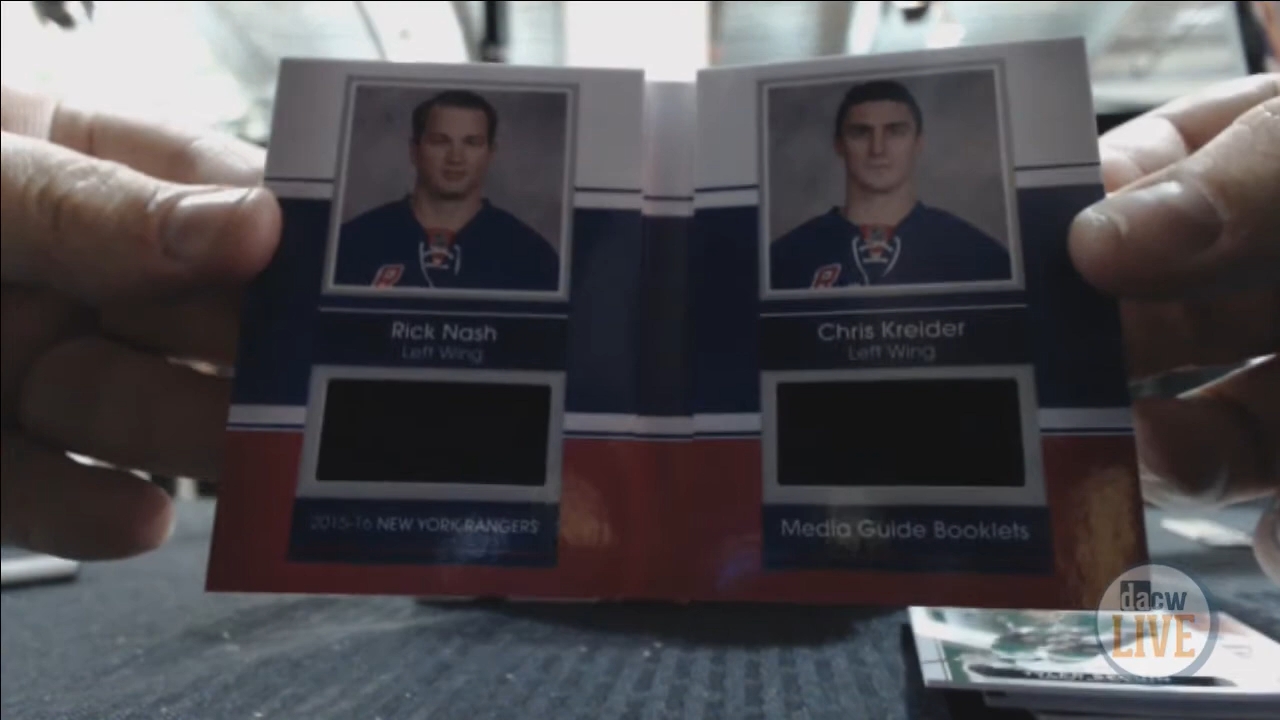 Rick Nash
Left Wing
2015-16 NEW YORK RANGERS
Chris Kreider
Left Wing
Media Guide Booklets
dacw
LIVE